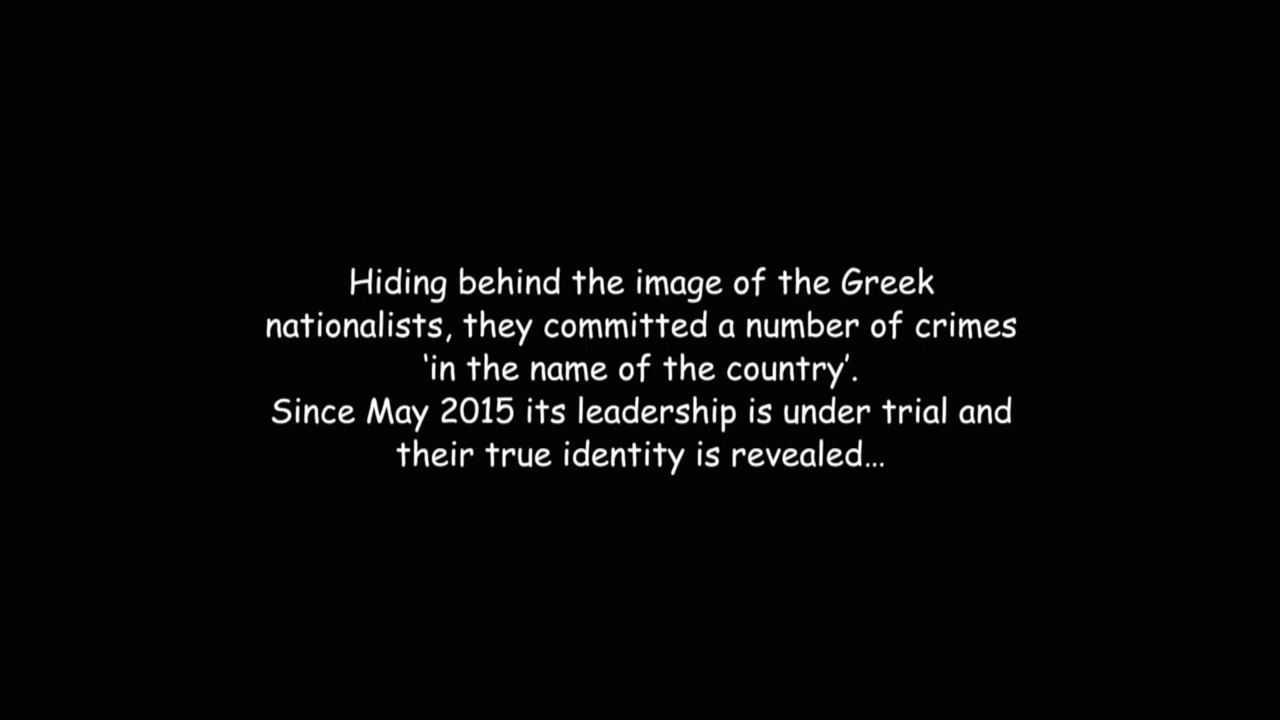 Hiding behind the image of the Greek
nationalists, they committed a number of crimes
‘in the name of the country’.
Since May 2015 its leadership is under trial and
their true identity is revealed…